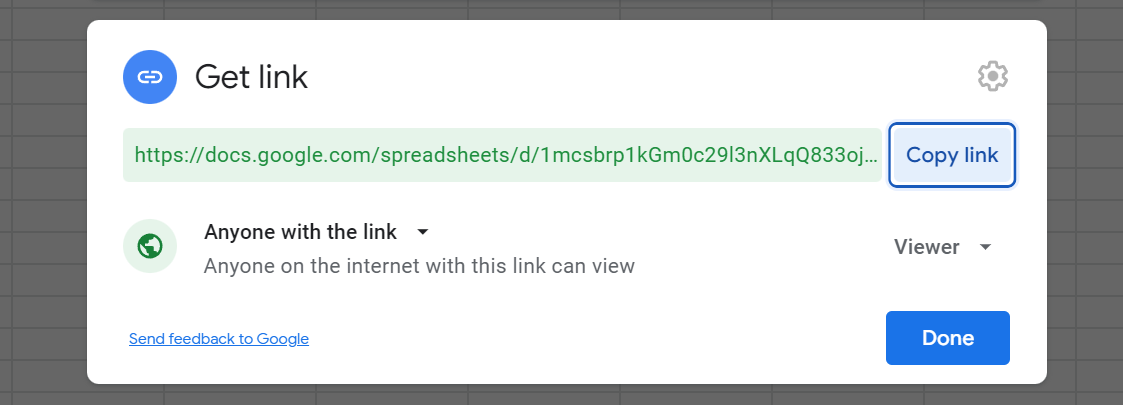 Get link
https://docs.google.com/spreadsheets/d/1mcsbrp1kGm0c29l3nXLqQ833oj...
Copy link
Anyone with the link
Anyone on the internet with this link can view
Viewer
Send feedback to Google
Done